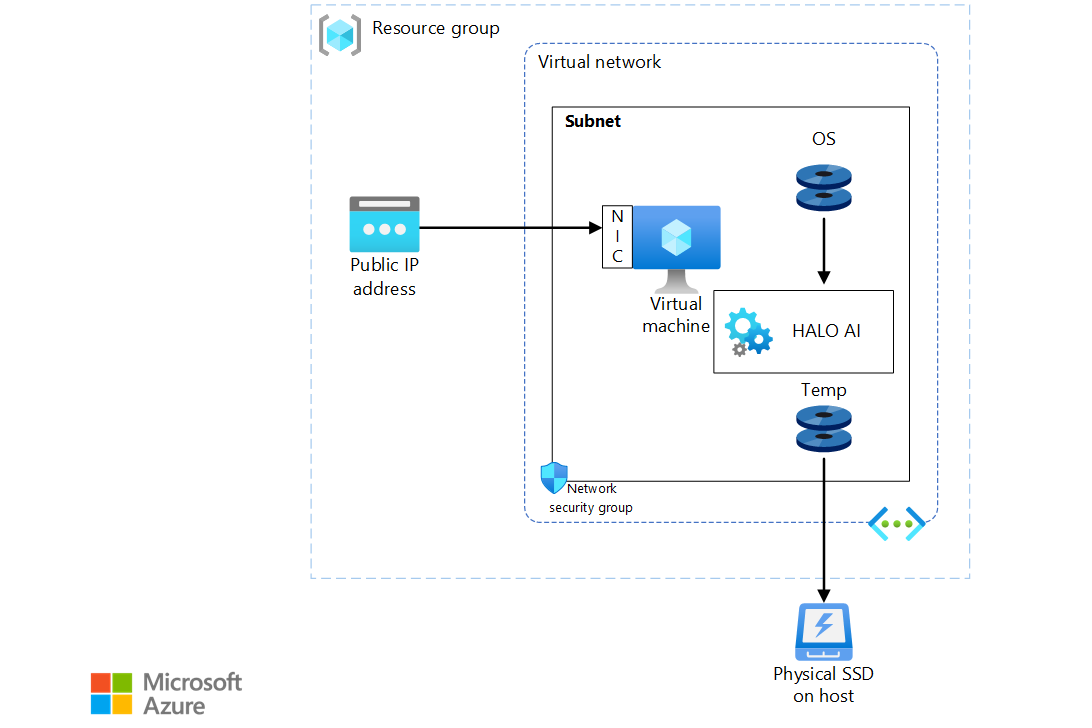 Resource group
Virtual network
Subnet
OS
N
I
C
Public IP
address
Virtual
machine
HALO AI
Temp
Network
security group
Physical SSD
on host
Microsoft
Azure